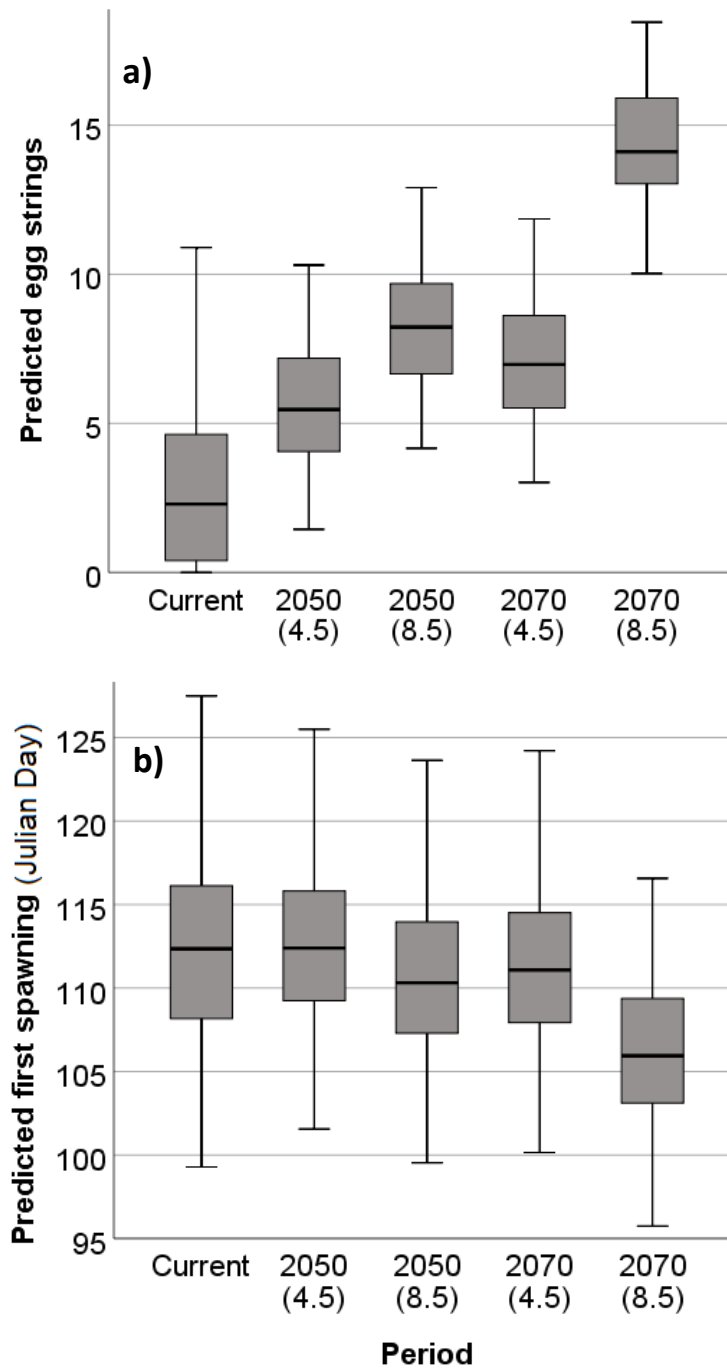 a)
Predicted egg strings
15
10
5
0
Current 2050 2050 2070 2070
(4.5) (8.5) (4.5) (8.5)
b)
Predicted first spawning (Julian Day)
125
120
115
110
105
100
95
Current 2050 2050 2070 2070
(4.5) (8.5) (4.5) (8.5)
Period